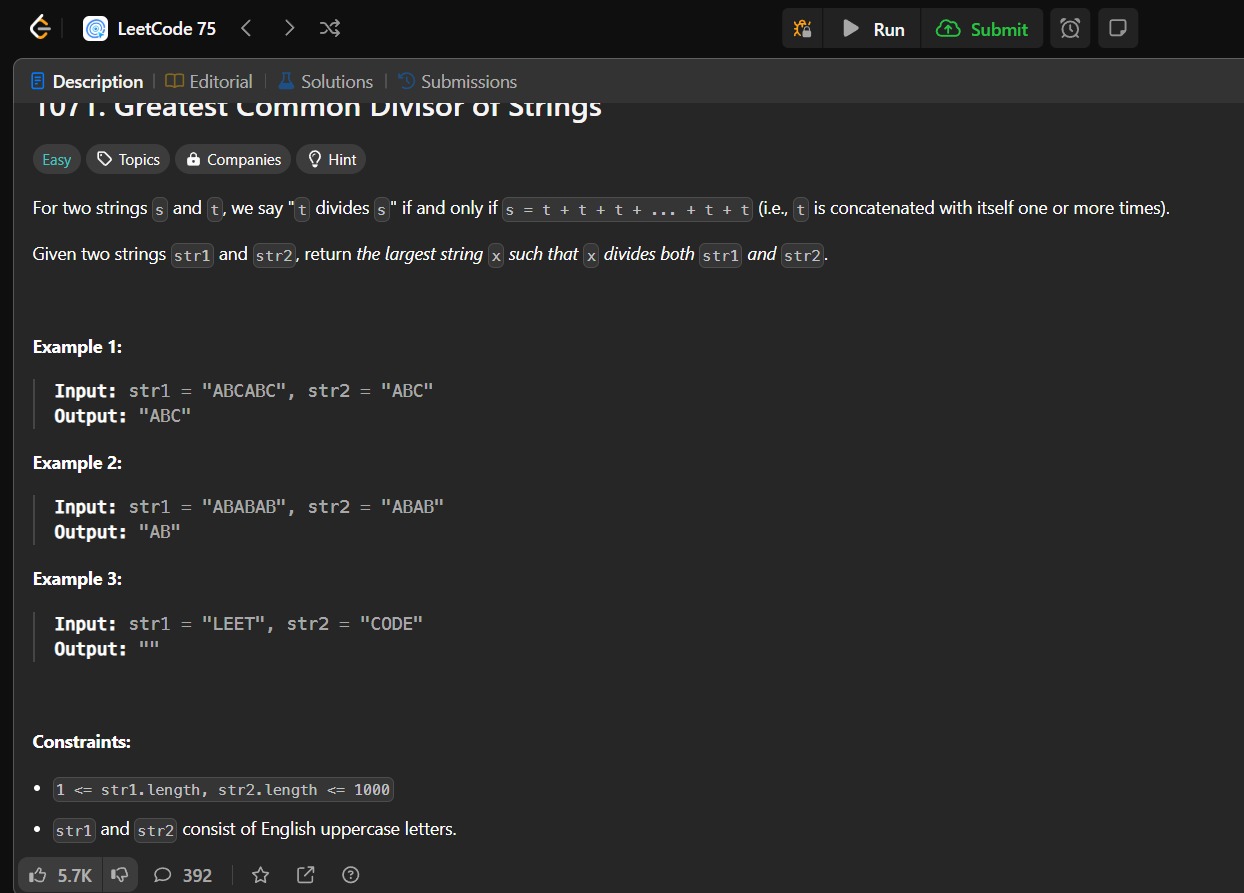 LeetCode 75
Run
Submit
Description
Editorial
Solutions
Submissions
1071. Greatest Common Divisor of Strings
Easy
Topics
Companies
Hint
For two strings s and t, we say "t divides s" if and only if s = t + t + t + ... + t + t (i.e., t is concatenated with itself one or more times).
Given two strings str1 and str2, return the largest string x such that x divides both str1 and str2.
Example 1:
Input: str1 = "ABCABC", str2 = "ABC"
Output: "ABC"
Example 2:
Input: str1 = "ABABAB", str2 = "ABAB"
Output: "AB"
Example 3:
Input: str1 = "LEET", str2 = "CODE"
Output: ""
Constraints:
• 1 <= str1.length, str2.length <= 1000
• str1 and str2 consist of English uppercase letters.
5.7K
392